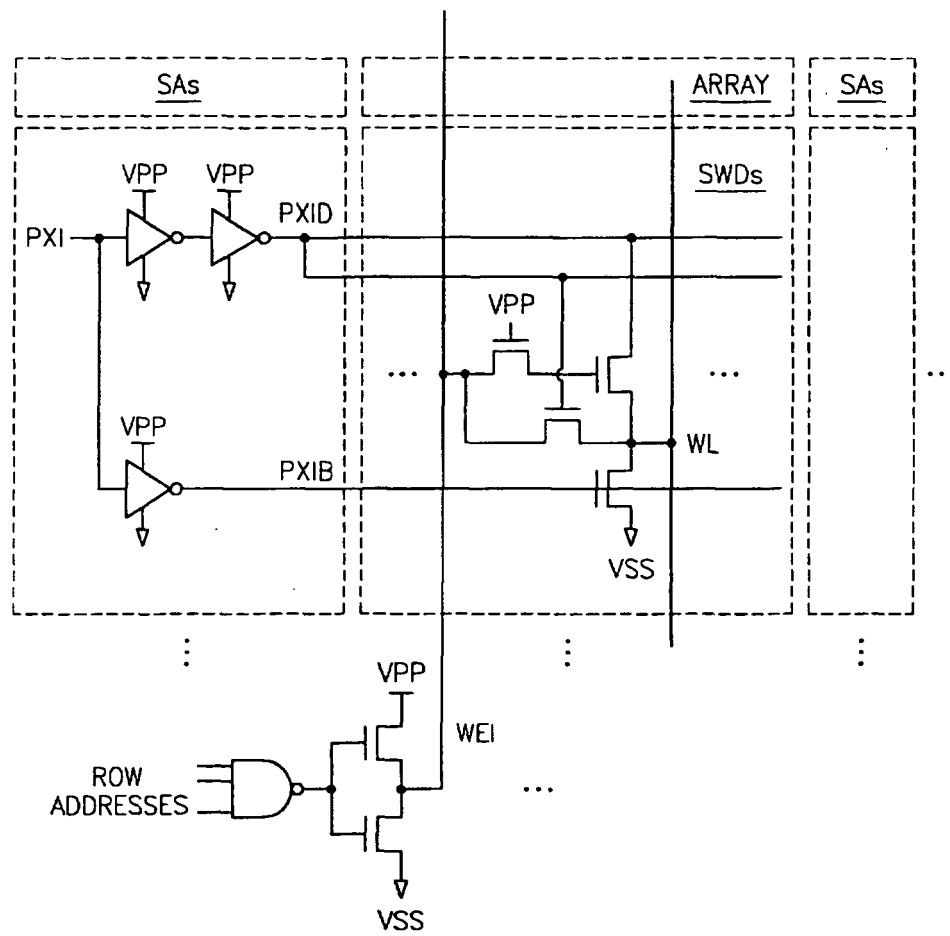 SAs
ARRAY
SAs
VPP
VPP
SWDs
PXID
PXI
VPP
VPP
WL
PXIB
VSS
VPP
WEI
ROW
ADDRESSES
VSS